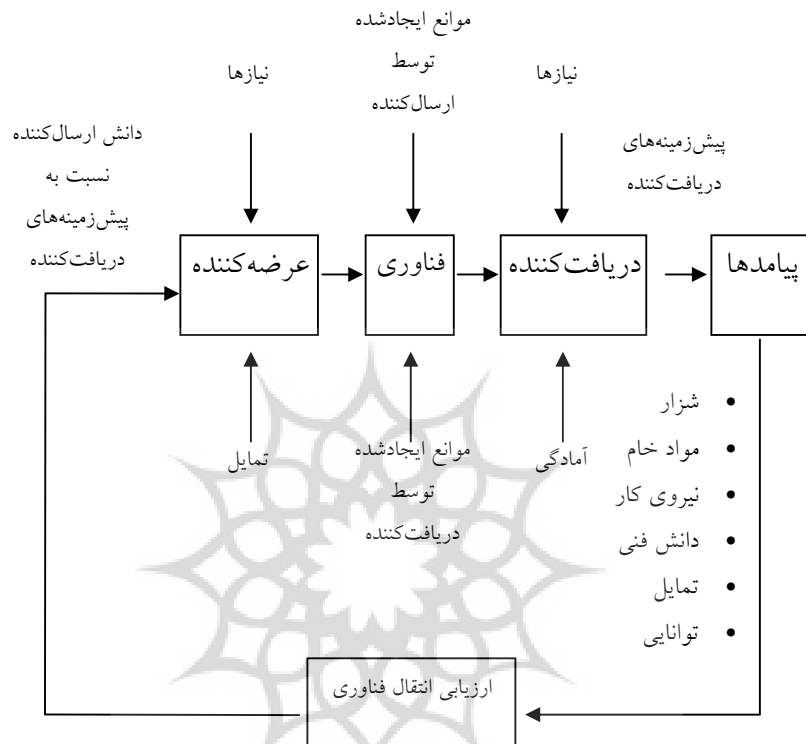 موانع ایجادشده
توسط
ارسال‌کننده
نیازها
نیازها
پیش‌زمینه‌های
دریافت‌کننده
دانش ارسال‌کننده
نسبت به
پیش‌زمینه‌های
دریافت‌کننده
عرضه‌کننده
فناوری
دریافت‌کننده
پیامدها
تمایل
موانع ایجادشده
توسط
دریافت‌کننده
آمادگی
• شزار
• مواد خام
• نیروی کار
• دانش فنی
• تمایل
• توانایی
ارزیابی انتقال فناوری